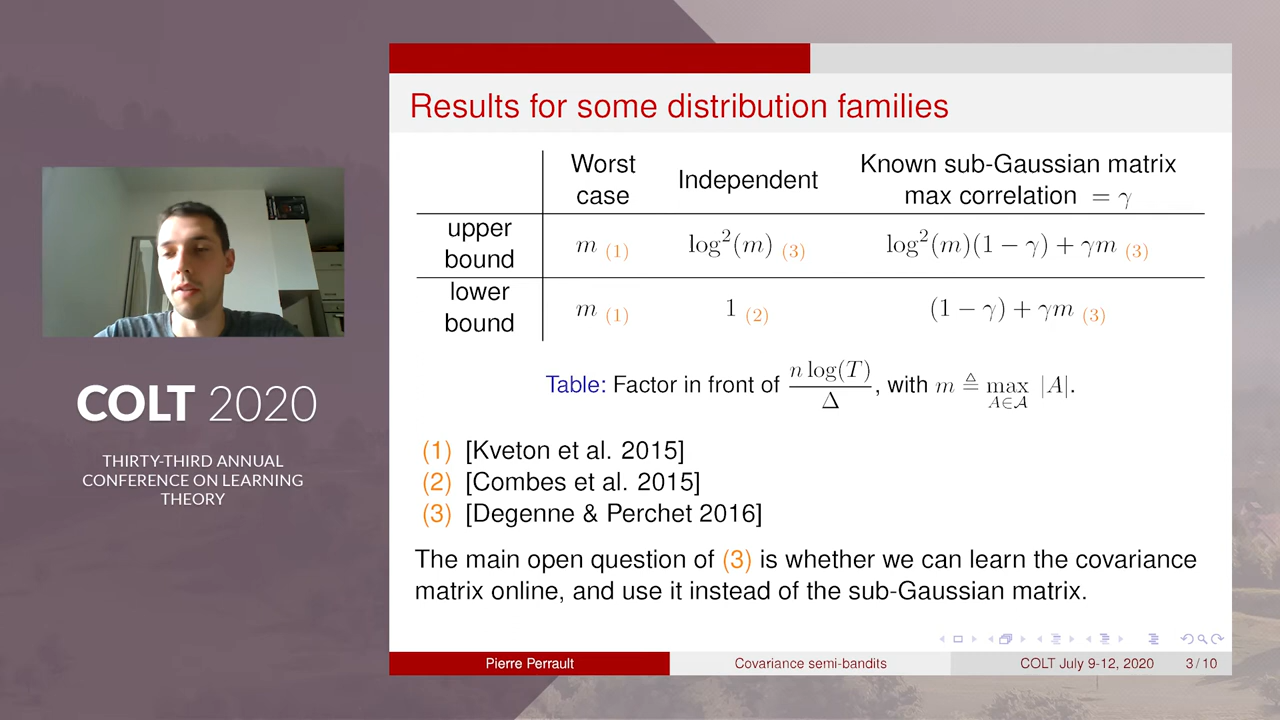 COLT 2020
THIRTY-THIRD ANNUAL
CONFERENCE ON LEARNING
THEORY
Results for some distribution families
Worst case | Independent | Known sub-Gaussian matrix max correlation = γ
upper bound | m (1) | log²(m) (3) | log²(m)(1 − γ) + γm (3)
lower bound | m (1) | 1 (2) | (1 − γ) + γm (3)
Table: Factor in front of n log(T) / Δ, with m ≜ max A∈𝒜 |A|.
(1) [Kveton et al. 2015]
(2) [Combes et al. 2015]
(3) [Degenne & Perchet 2016]
The main open question of (3) is whether we can learn the covariance
matrix online, and use it instead of the sub-Gaussian matrix.
Pierre Perrault
Covariance semi-bandits
COLT July 9-12, 2020
3 / 10